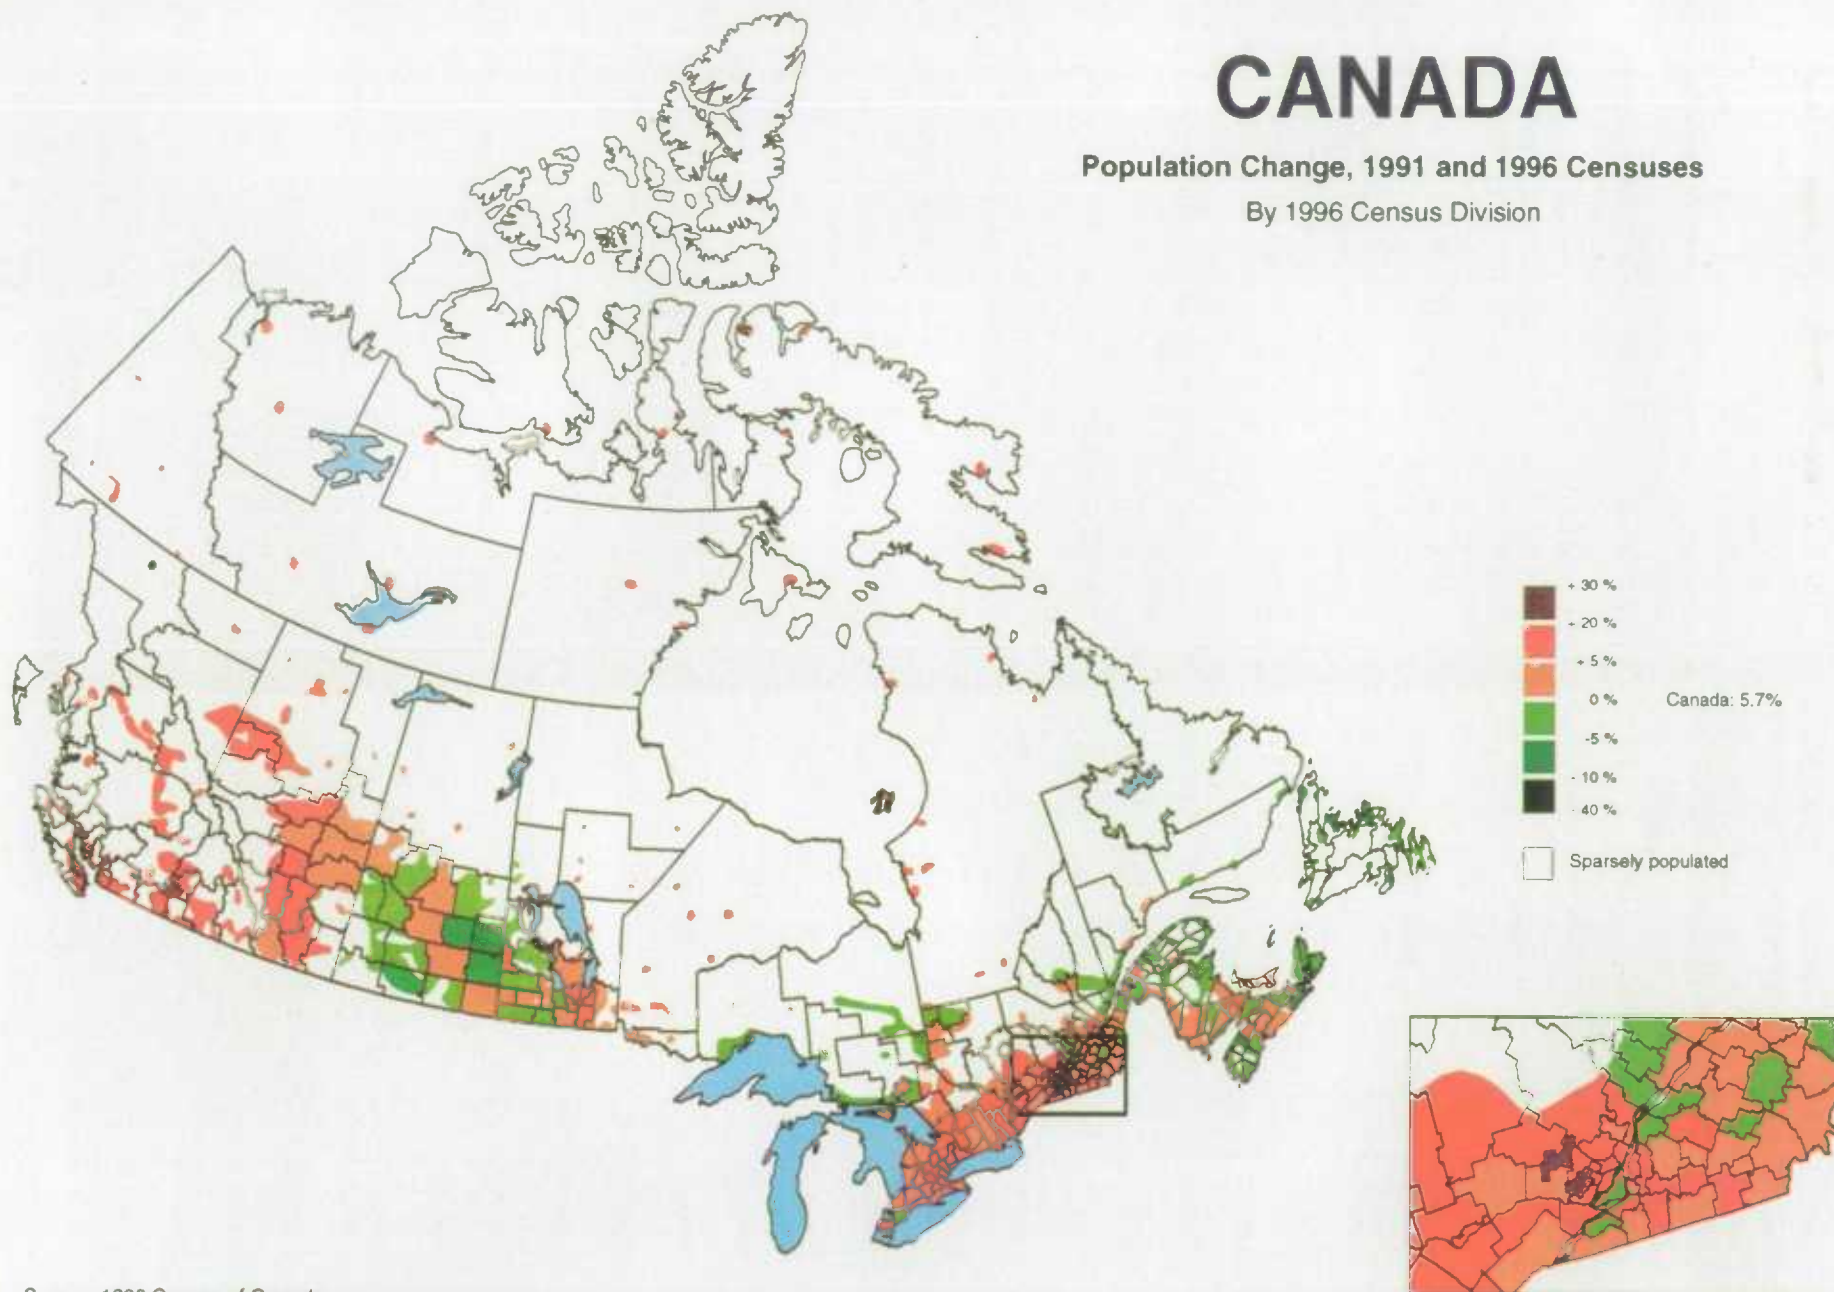 CANADA
Population Change, 1991 and 1996 Censuses
By 1996 Census Division
+ 30 %
+ 20 %
+ 5 %
0 %
Canada: 5.7%
-5 %
- 10 %
40 %
Sparsely populated